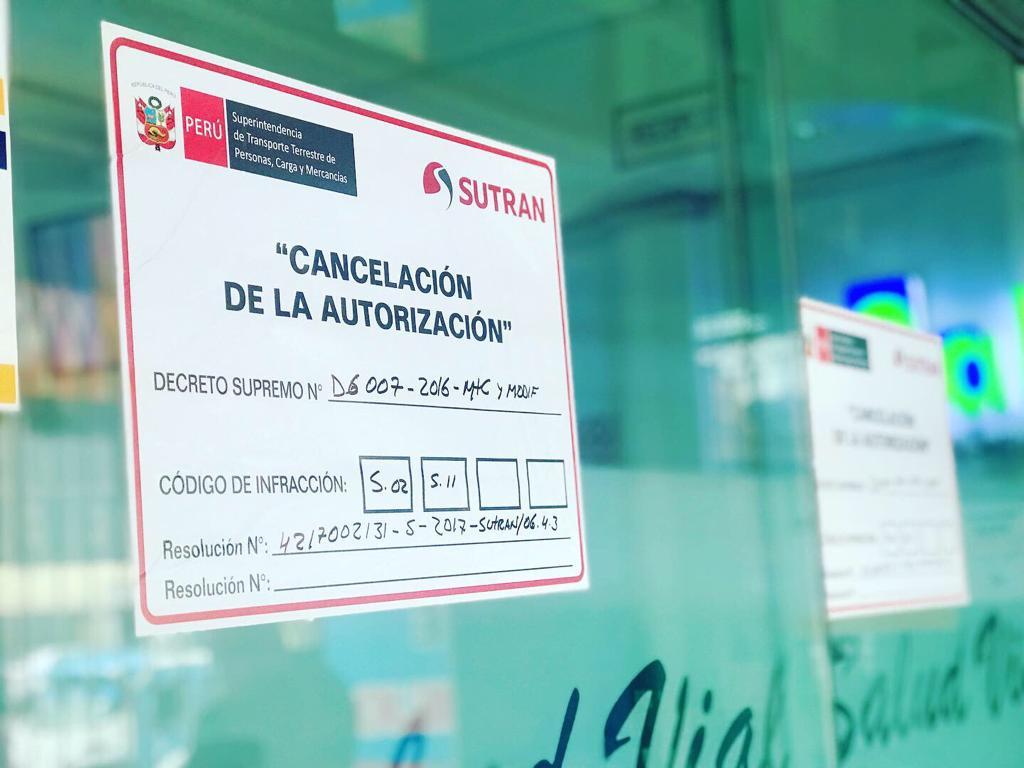 REPÚBLICA DEL PERÚ
PERÚ
Superintendencia
de Transporte Terrestre de
Personas, Carga y Mercancías
SUTRAN
"CANCELACIÓN
DE LA AUTORIZACIÓN"
DECRETO SUPREMO N° DS 007-2016-MTC y MODIF
CÓDIGO DE INFRACCIÓN: S.02 S.11
Resolución N°: 4217002131-S-2017-SUTRAN/06.4.3
Resolución N°:
"CANCELACIÓN
DE LA AUTORIZACIÓN"
Vial Salud